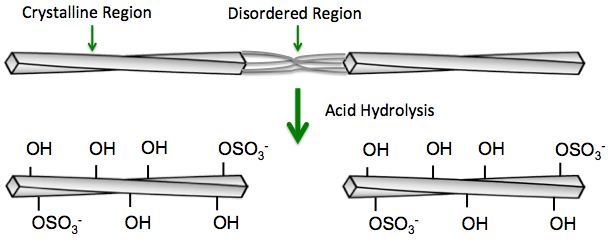 Crystalline Region
Disordered Region
Acid Hydrolysis
OH OH OH OSO₃⁻ OH OH OH OSO₃⁻
OSO₃⁻ OH OH OSO₃⁻ OH OH